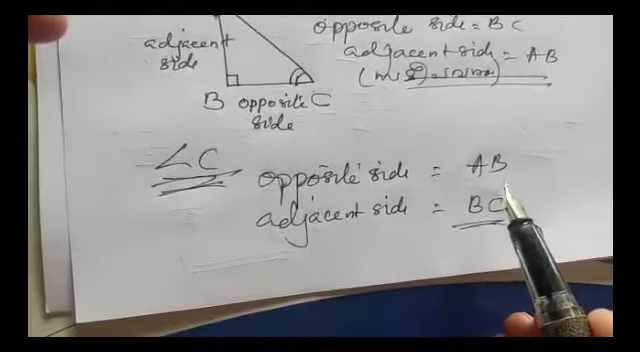 opposite side = BC
adjacent side = AB
adjacent
side
B opposite C
side
∠C
opposite side = AB
adjacent side = BC